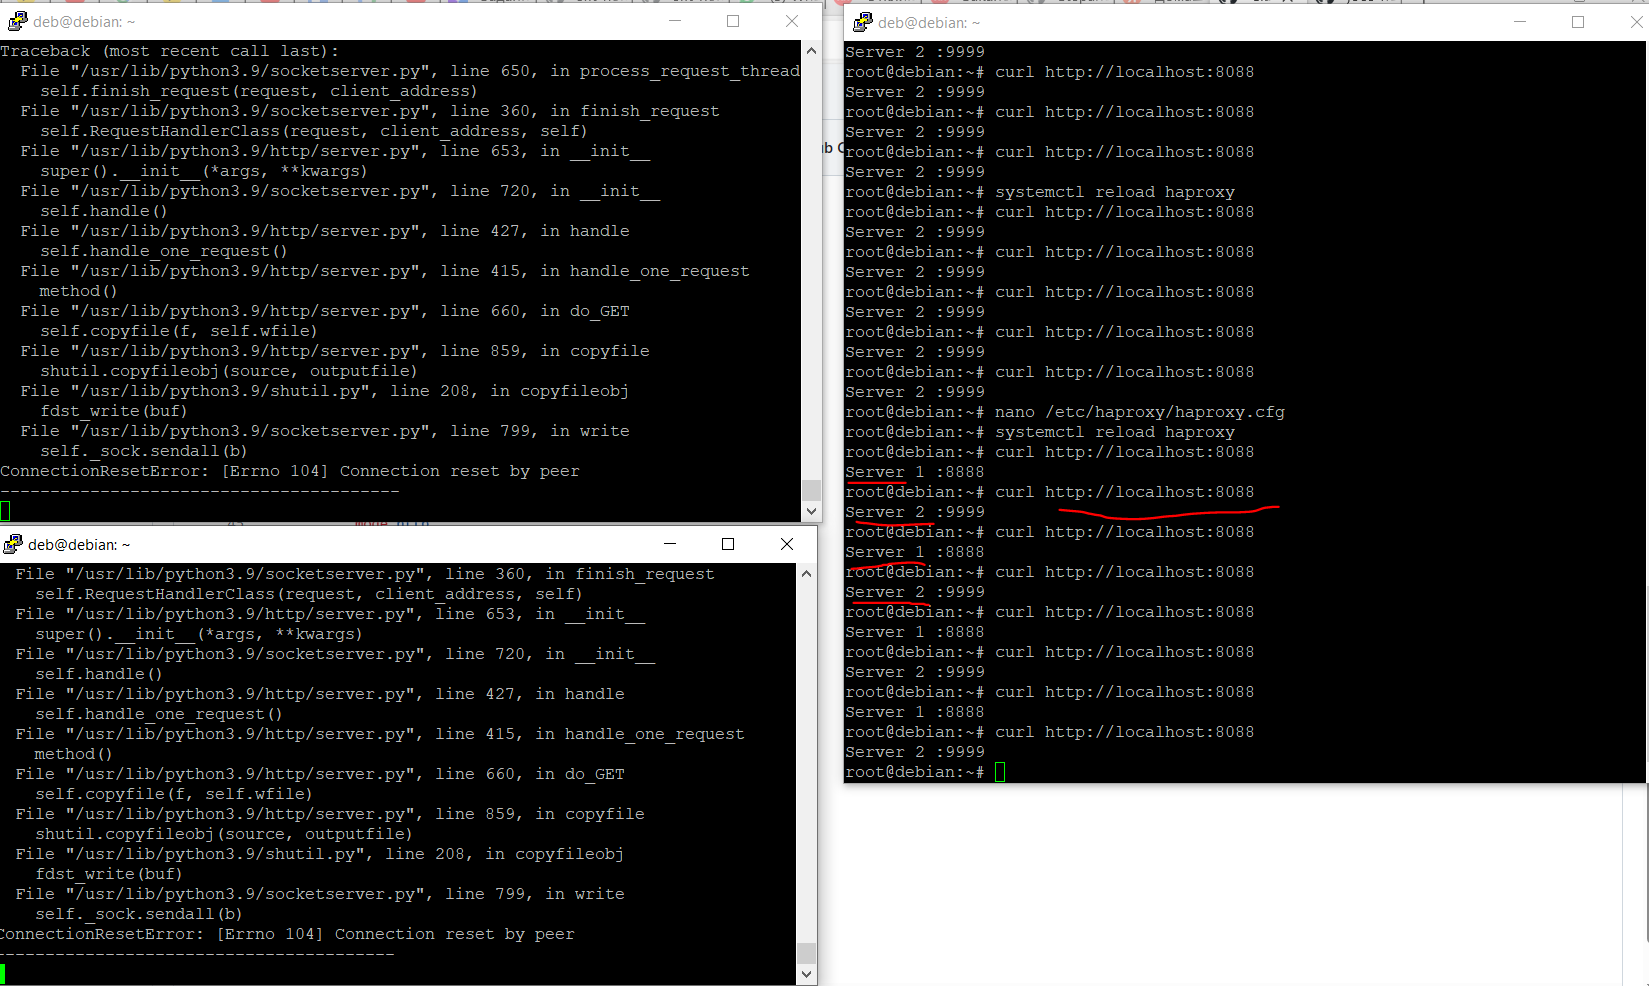 deb@debian: ~
Traceback (most recent call last):
File "/usr/lib/python3.9/socketserver.py", line 650, in process_request_thread
self.finish_request(request, client_address)
File "/usr/lib/python3.9/socketserver.py", line 360, in finish_request
self.RequestHandlerClass(request, client_address, self)
File "/usr/lib/python3.9/http/server.py", line 653, in __init__
super().__init__(*args, **kwargs)
File "/usr/lib/python3.9/socketserver.py", line 720, in __init__
self.handle()
File "/usr/lib/python3.9/http/server.py", line 427, in handle
self.handle_one_request()
File "/usr/lib/python3.9/http/server.py", line 415, in handle_one_request
method()
File "/usr/lib/python3.9/http/server.py", line 660, in do_GET
self.copyfile(f, self.wfile)
File "/usr/lib/python3.9/http/server.py", line 859, in copyfile
shutil.copyfileobj(source, outputfile)
File "/usr/lib/python3.9/shutil.py", line 208, in copyfileobj
fdst_write(buf)
File "/usr/lib/python3.9/socketserver.py", line 799, in write
self._sock.sendall(b)
ConnectionResetError: [Errno 104] Connection reset by peer
----------------------------------------
deb@debian: ~
File "/usr/lib/python3.9/socketserver.py", line 360, in finish_request
self.RequestHandlerClass(request, client_address, self)
File "/usr/lib/python3.9/http/server.py", line 653, in __init__
super().__init__(*args, **kwargs)
File "/usr/lib/python3.9/socketserver.py", line 720, in __init__
self.handle()
File "/usr/lib/python3.9/http/server.py", line 427, in handle
self.handle_one_request()
File "/usr/lib/python3.9/http/server.py", line 415, in handle_one_request
method()
File "/usr/lib/python3.9/http/server.py", line 660, in do_GET
self.copyfile(f, self.wfile)
File "/usr/lib/python3.9/http/server.py", line 859, in copyfile
shutil.copyfileobj(source, outputfile)
File "/usr/lib/python3.9/shutil.py", line 208, in copyfileobj
fdst_write(buf)
File "/usr/lib/python3.9/socketserver.py", line 799, in write
self._sock.sendall(b)
ConnectionResetError: [Errno 104] Connection reset by peer
----------------------------------------
deb@debian: ~
Server 2 :9999
root@debian:~# curl http://localhost:8088
Server 2 :9999
root@debian:~# curl http://localhost:8088
Server 2 :9999
root@debian:~# curl http://localhost:8088
Server 2 :9999
root@debian:~# systemctl reload haproxy
root@debian:~# curl http://localhost:8088
Server 2 :9999
root@debian:~# curl http://localhost:8088
Server 2 :9999
root@debian:~# curl http://localhost:8088
Server 2 :9999
root@debian:~# curl http://localhost:8088
Server 2 :9999
root@debian:~# curl http://localhost:8088
Server 2 :9999
root@debian:~# nano /etc/haproxy/haproxy.cfg
root@debian:~# systemctl reload haproxy
root@debian:~# curl http://localhost:8088
Server 1 :8888
root@debian:~# curl http://localhost:8088
Server 2 :9999
root@debian:~# curl http://localhost:8088
Server 1 :8888
root@debian:~# curl http://localhost:8088
Server 2 :9999
root@debian:~# curl http://localhost:8088
Server 1 :8888
root@debian:~# curl http://localhost:8088
Server 2 :9999
root@debian:~# curl http://localhost:8088
Server 1 :8888
root@debian:~# curl http://localhost:8088
Server 2 :9999
root@debian:~#